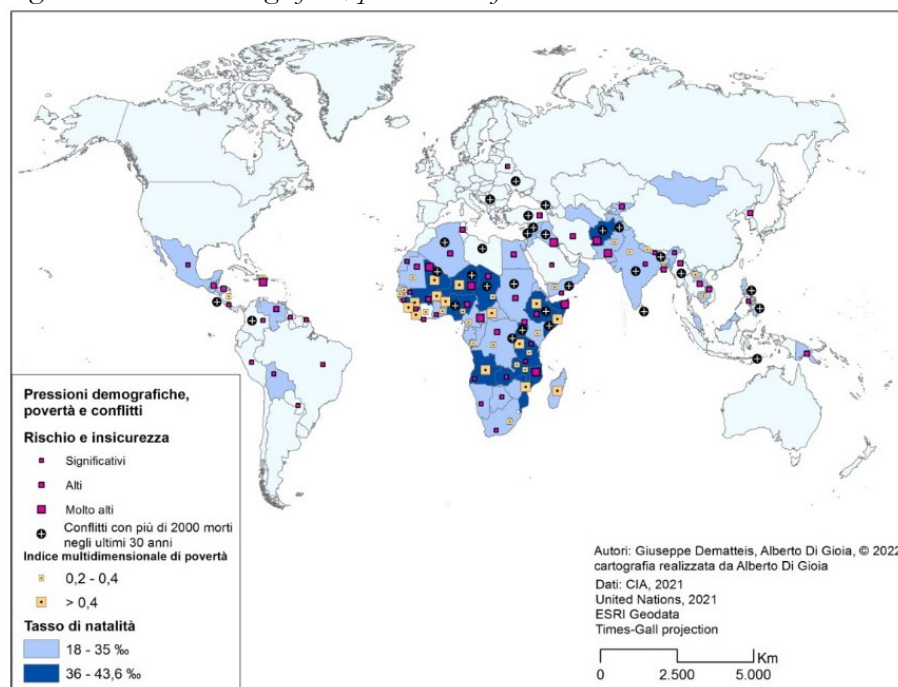 Pressioni demografiche,
povertà e conflitti
Rischio e insicurezza
Significativi
Alti
Molto alti
Conflitti con più di 2000 morti
negli ultimi 30 anni
Indice multidimensionale di povertà
0,2 - 0,4
> 0,4
Tasso di natalità
18 - 35 ‰
36 - 43,6 ‰
Autori: Giuseppe Dematteis, Alberto Di Gioia, © 2022
cartografia realizzata da Alberto Di Gioia
Dati: CIA, 2021
United Nations, 2021
ESRI Geodata
Times-Gall projection
Km
0 2.500 5.000